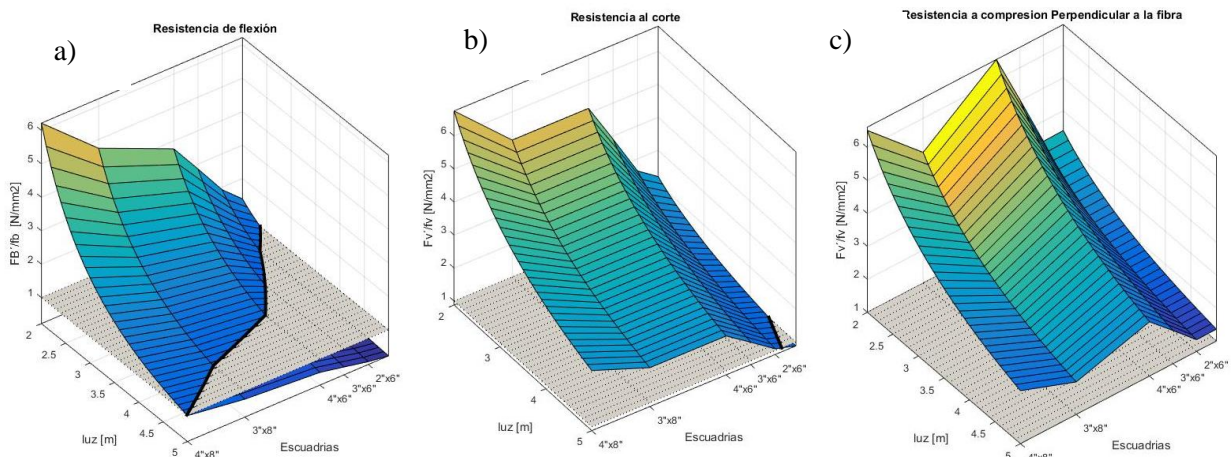 a)
Resistencia de flexión
FB´/fb [N/mm2]
6
5
4
3
2
1
2
2.5
3
3.5
4
4.5
5
luz [m]
4"x8"
3"x8"
4"x6"
3"x6"
2"x6"
Escuadrias
b)
Resistencia al corte
Fv´/fv [N/mm2]
6
5
4
3
2
1
2
3
4
5
luz [m]
4"x8"
3"x8"
4"x6"
3"x6"
2"x6"
Escuadrias
c)
Resistencia a compresion Perpendicular a la fibra
Fv´/fv [N/mm2]
6
5
4
3
2
1
2
2.5
3
3.5
4
4.5
5
luz [m]
4"x8"
3"x8"
4"x6"
3"x6"
2"x6"
Escuadrias